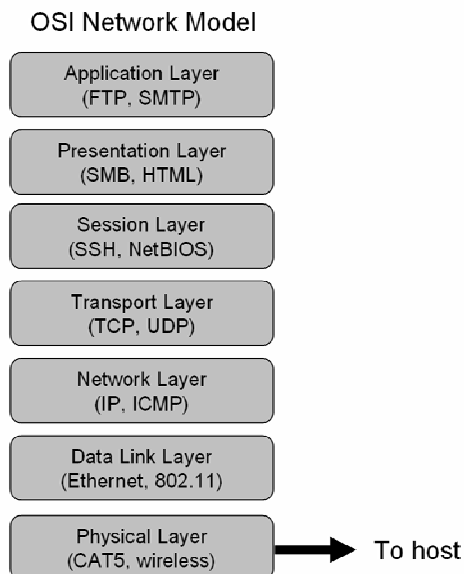 OSI Network Model
Application Layer
(FTP, SMTP)
Presentation Layer
(SMB, HTML)
Session Layer
(SSH, NetBIOS)
Transport Layer
(TCP, UDP)
Network Layer
(IP, ICMP)
Data Link Layer
(Ethernet, 802.11)
Physical Layer
(CAT5, wireless)
To host